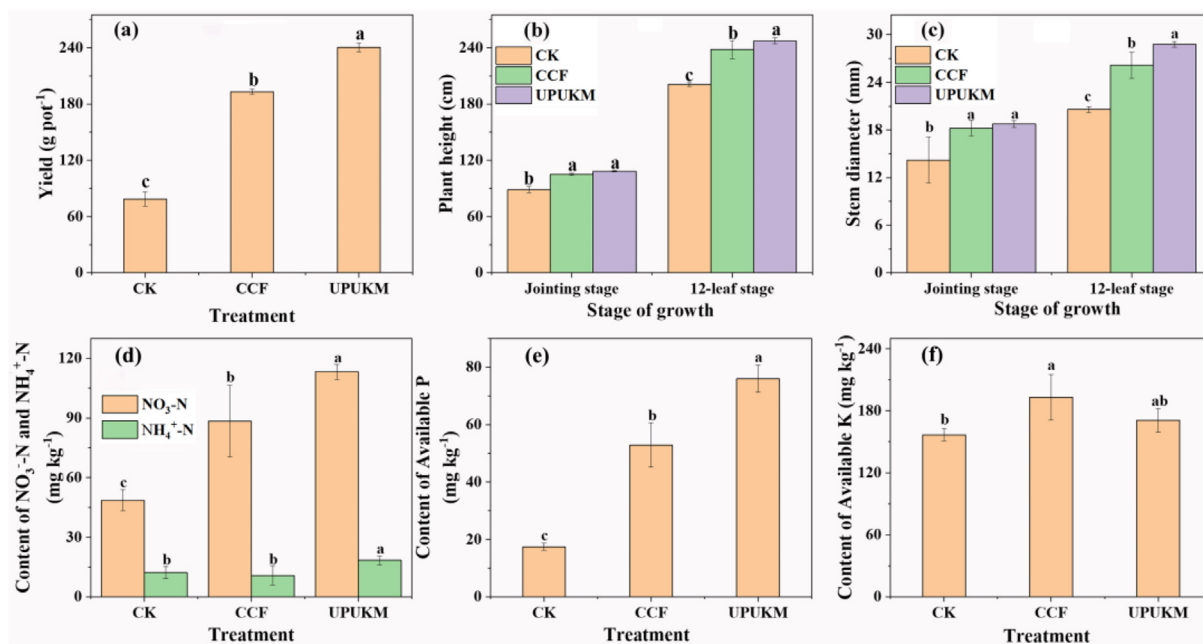 (a)
Yield (g pot⁻¹)
240
180
120
60
0
c
b
a
CK
CCF
UPUKM
Treatment
(b)
CK
CCF
UPUKM
Plant height (cm)
240
180
120
60
0
b
a
a
c
b
a
Jointing stage
12-leaf stage
Stage of growth
(c)
CK
CCF
UPUKM
Stem diameter (mm)
30
24
18
12
6
0
b
a
a
c
b
a
Jointing stage
12-leaf stage
Stage of growth
(d)
NO₃-N
NH₄⁺-N
Content of NO₃⁻-N and NH₄⁺-N
(mg kg⁻¹)
120
90
60
30
0
c
b
b
b
a
a
CK
CCF
UPUKM
Treatment
(e)
Content of Available P
(mg kg⁻¹)
80
60
40
20
0
c
b
a
CK
CCF
UPUKM
Treatment
(f)
Content of Available K (mg kg⁻¹)
240
180
120
60
0
b
a
ab
CK
CCF
UPUKM
Treatment